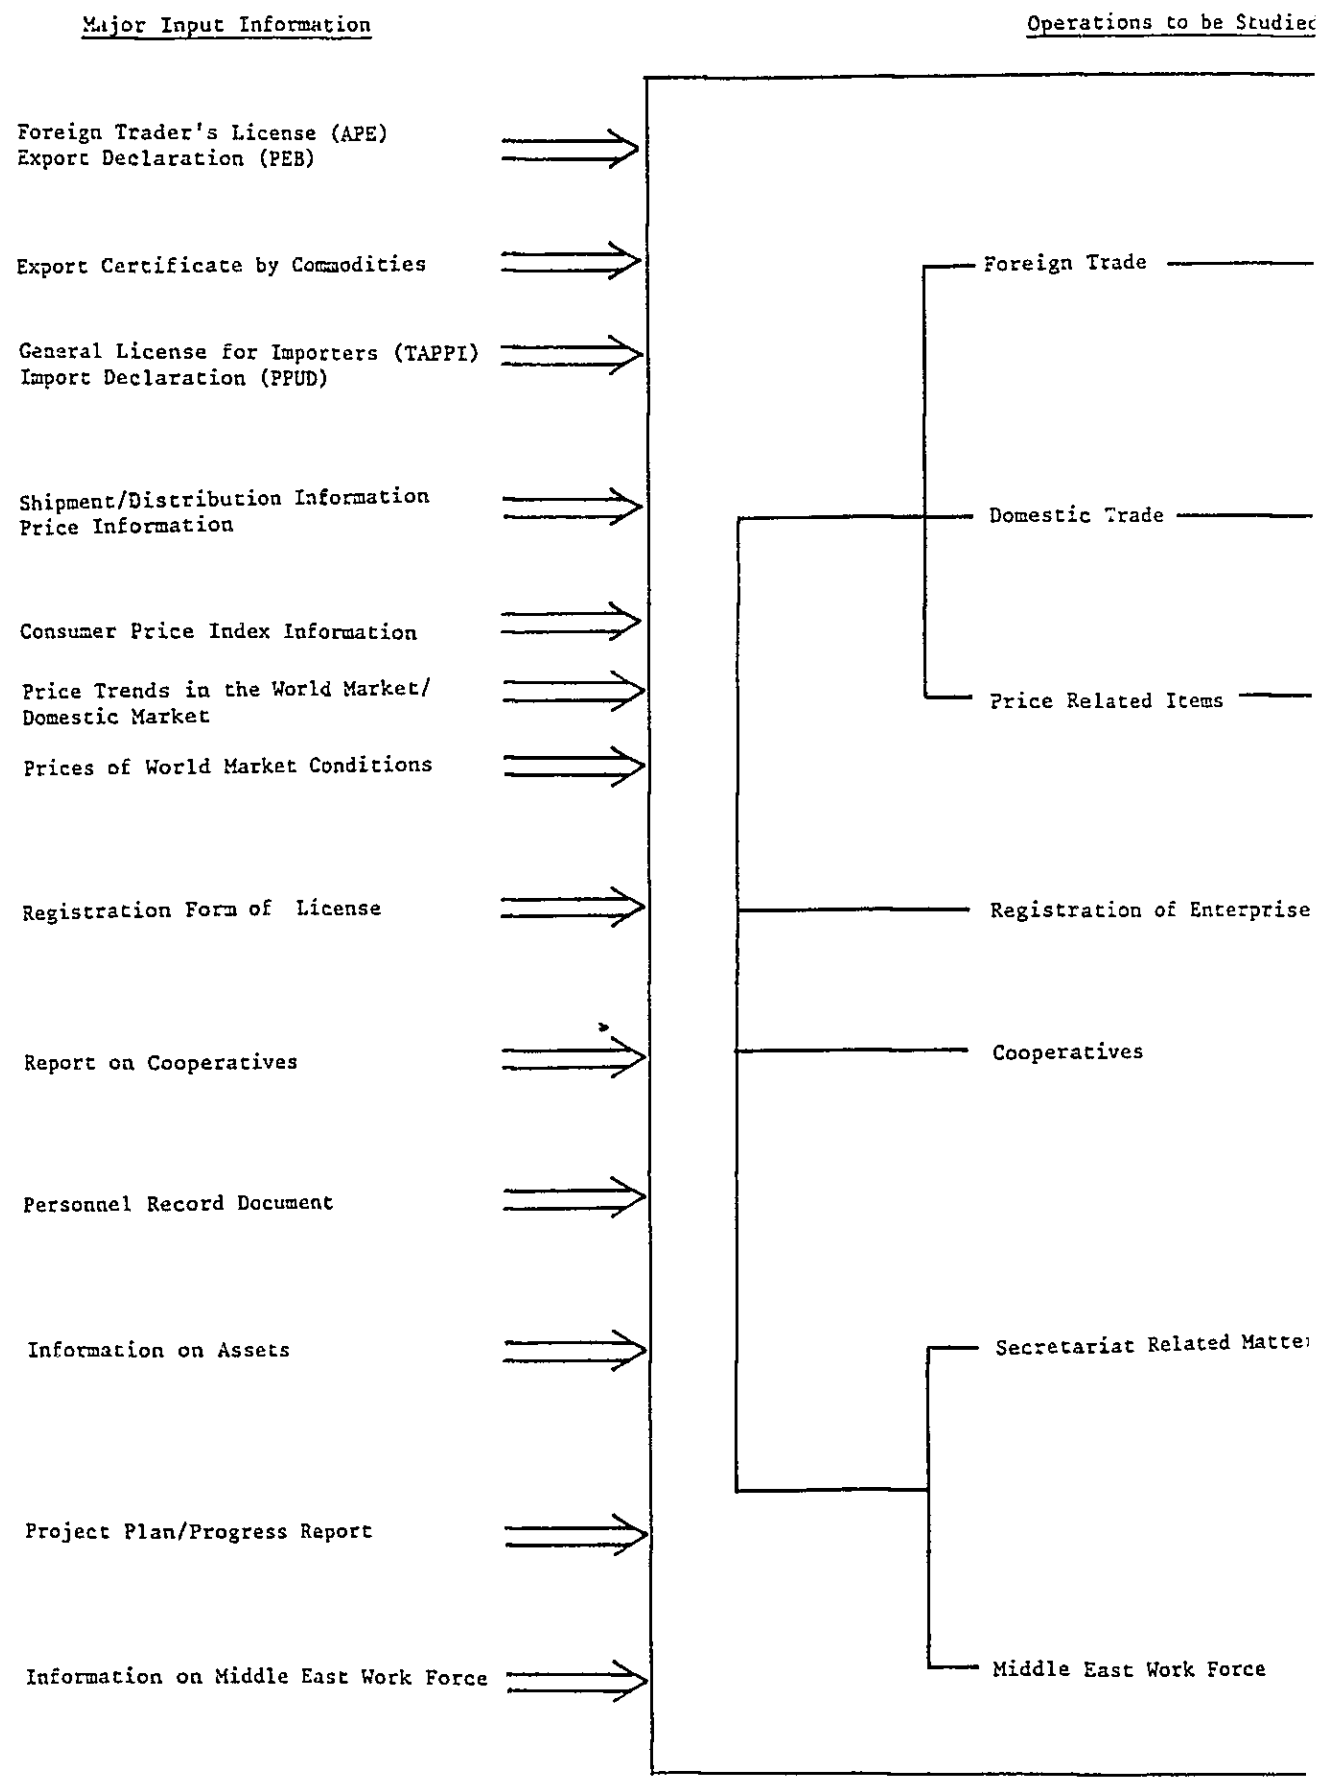 Major Input Information
Operations to be Studied
Foreign Trader's License (APE)
Export Declaration (PEB)
Export Certificate by Commodities
Foreign Trade
General License for Importers (TAPPI)
Import Declaration (PPUD)
Shipment/Distribution Information
Price Information
Domestic Trade
Consumer Price Index Information
Price Trends in the World Market/
Domestic Market
Price Related Items
Prices of World Market Conditions
Registration Form of License
Registration of Enterprise
Report on Cooperatives
Cooperatives
Personnel Record Document
Information on Assets
Secretariat Related Matter
Project Plan/Progress Report
Information on Middle East Work Force
Middle East Work Force